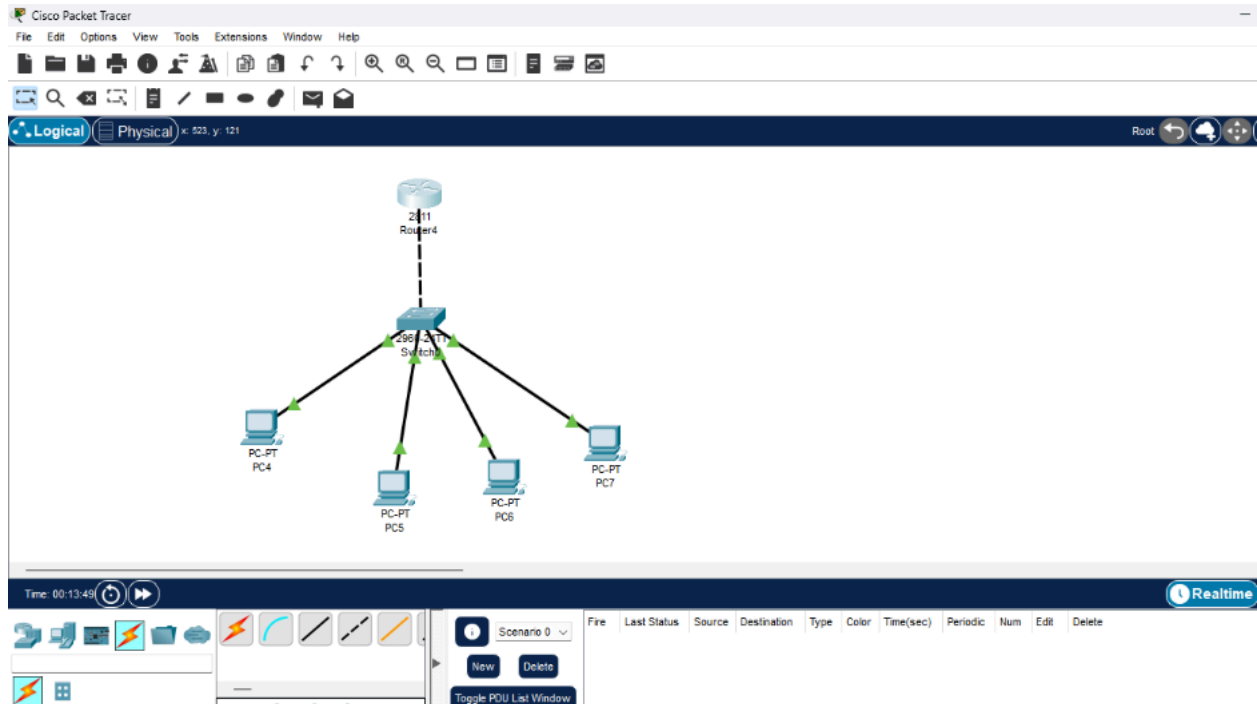 Cisco Packet Tracer
File Edit Options View Tools Extensions Window Help
Logical Physical x: 523, y: 121 Root
2811
Router4
2960-24TT
Switch
PC-PT
PC4
PC-PT
PC5
PC-PT
PC6
PC-PT
PC7
Time: 00:13:49 Realtime
Scenario 0
Fire Last Status Source Destination Type Color Time(sec) Periodic Num Edit Delete
New Delete
Toggle PDU List Window